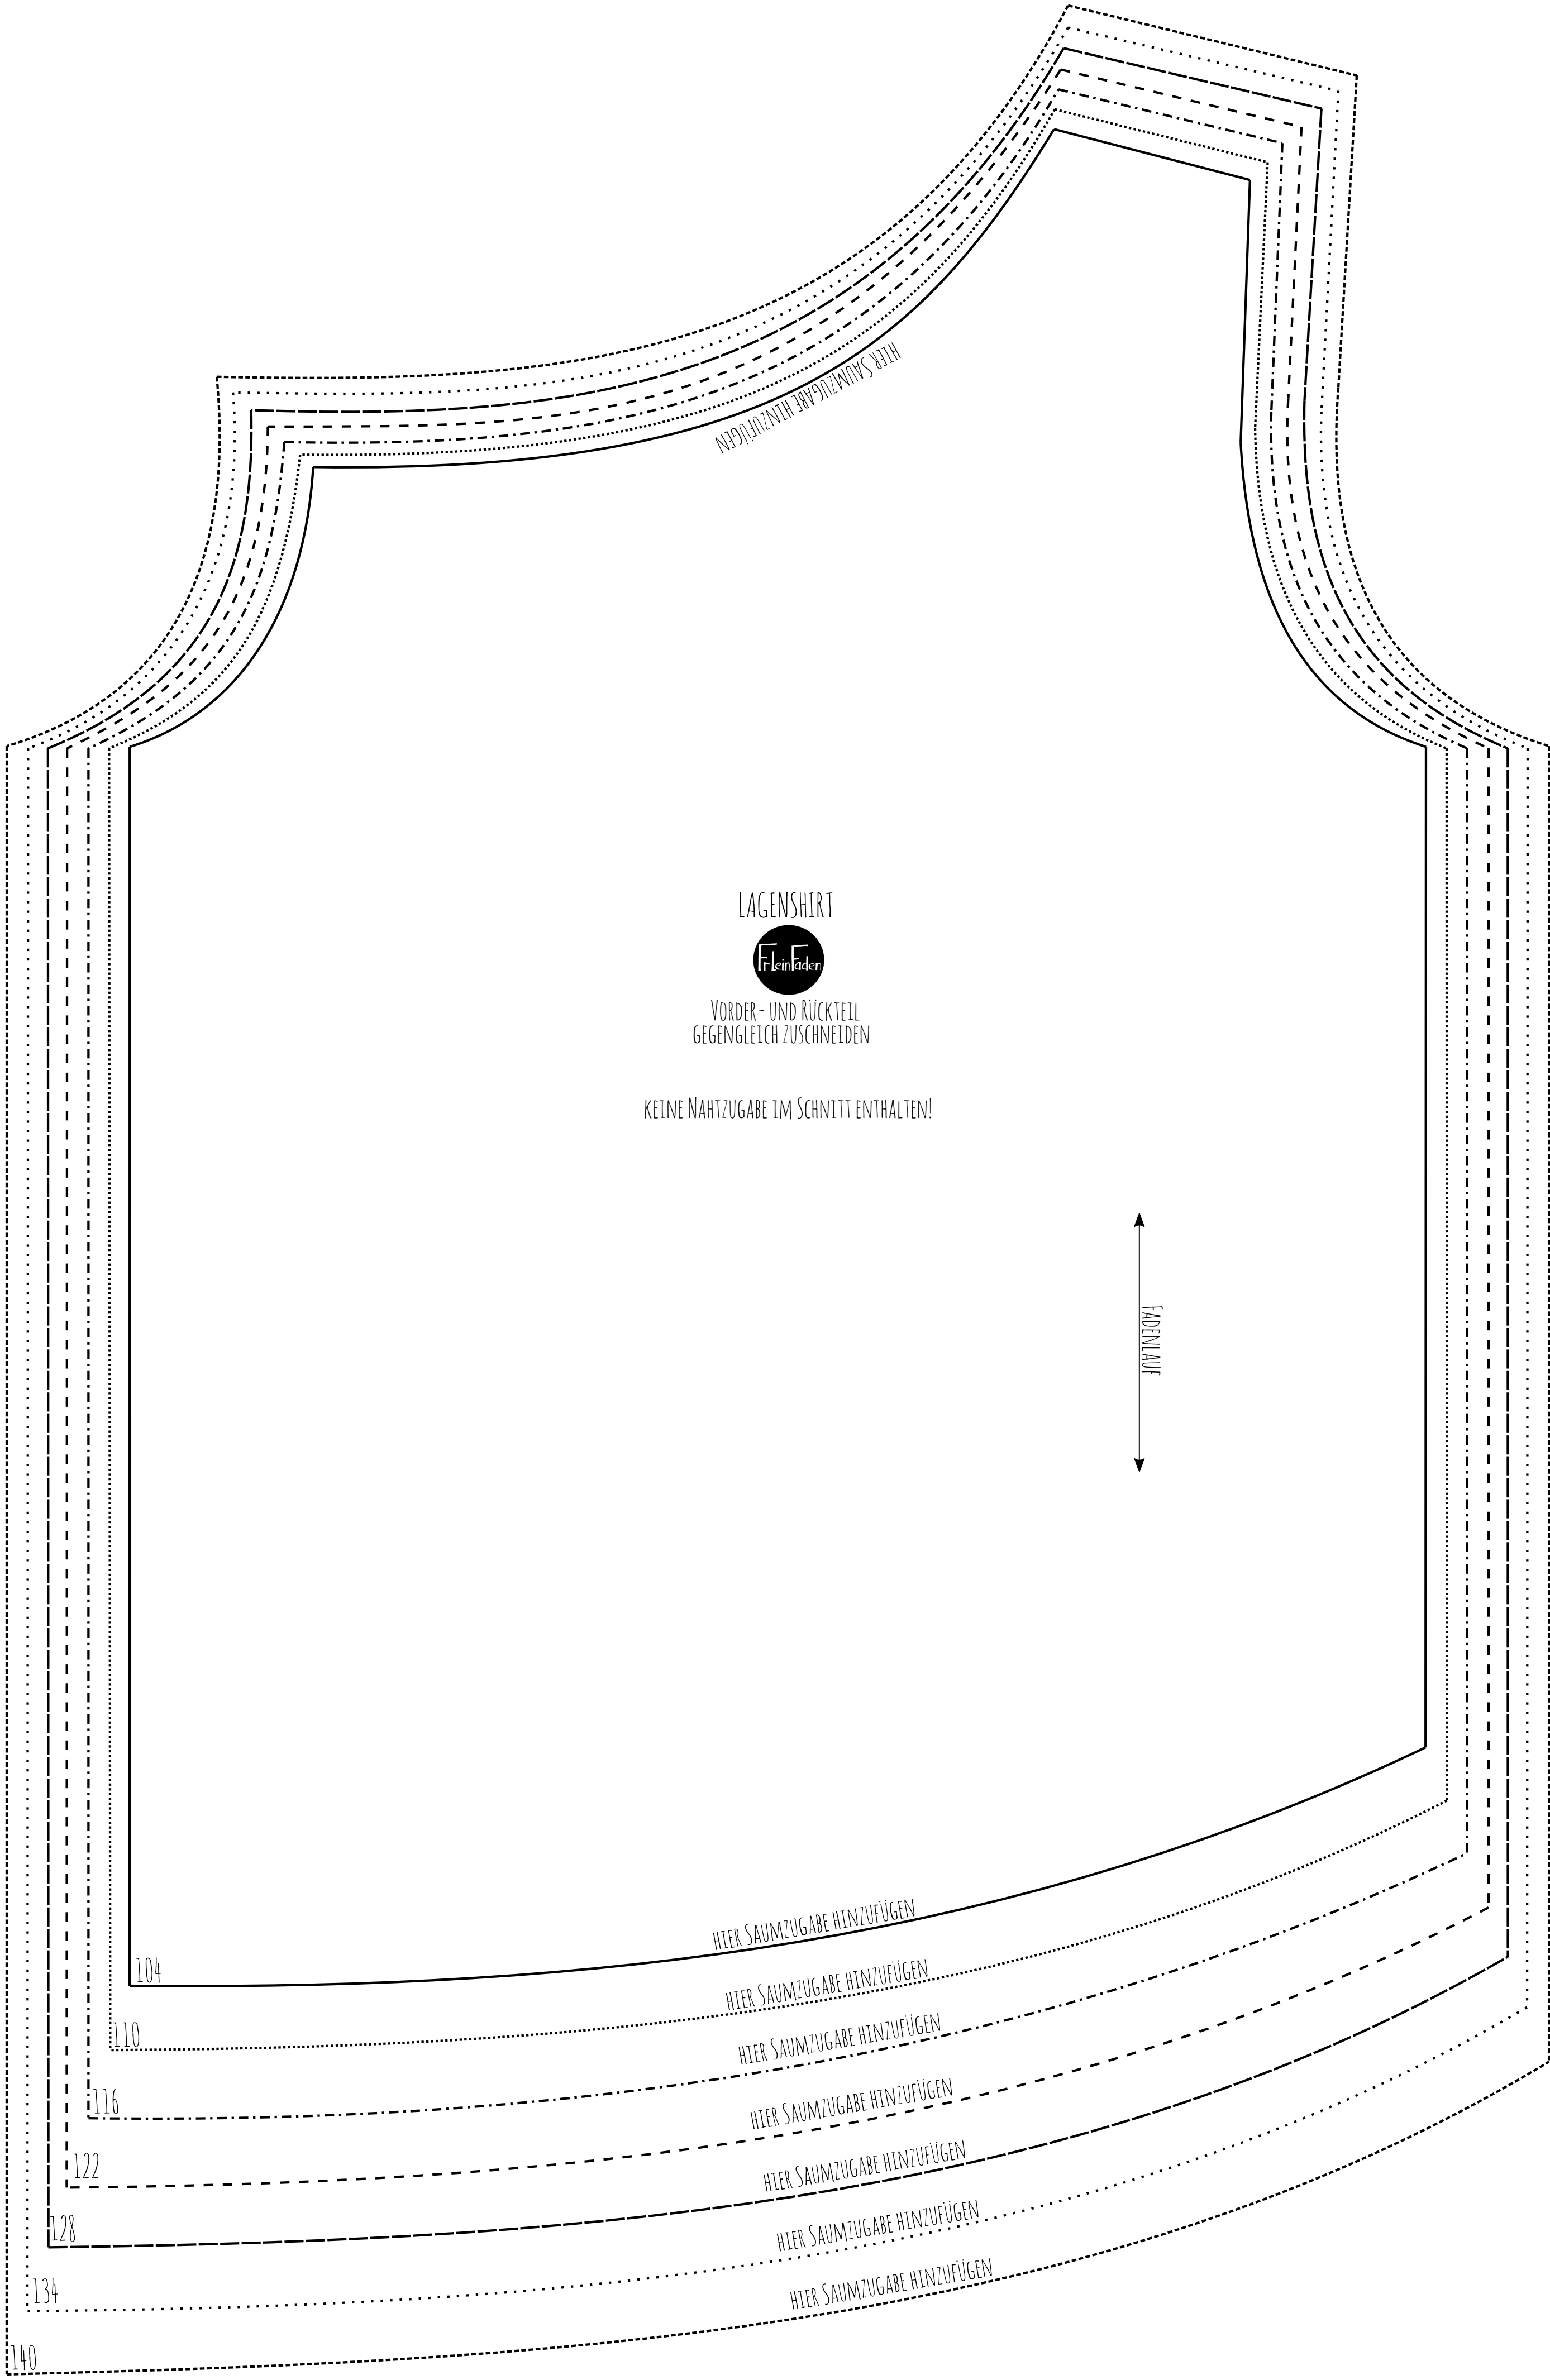 HIER SAUMZUGABE HINZUFÜGEN
LAGENSHIRT
FrLeinFaden
VORDER- UND RÜCKTEIL
GEGENGLEICH ZUSCHNEIDEN
KEINE NAHTZUGABE IM SCHNITT ENTHALTEN!
FADENLAUF
HIER SAUMZUGABE HINZUFÜGEN
104
HIER SAUMZUGABE HINZUFÜGEN
110
HIER SAUMZUGABE HINZUFÜGEN
116
HIER SAUMZUGABE HINZUFÜGEN
122
HIER SAUMZUGABE HINZUFÜGEN
128
HIER SAUMZUGABE HINZUFÜGEN
134
HIER SAUMZUGABE HINZUFÜGEN
140